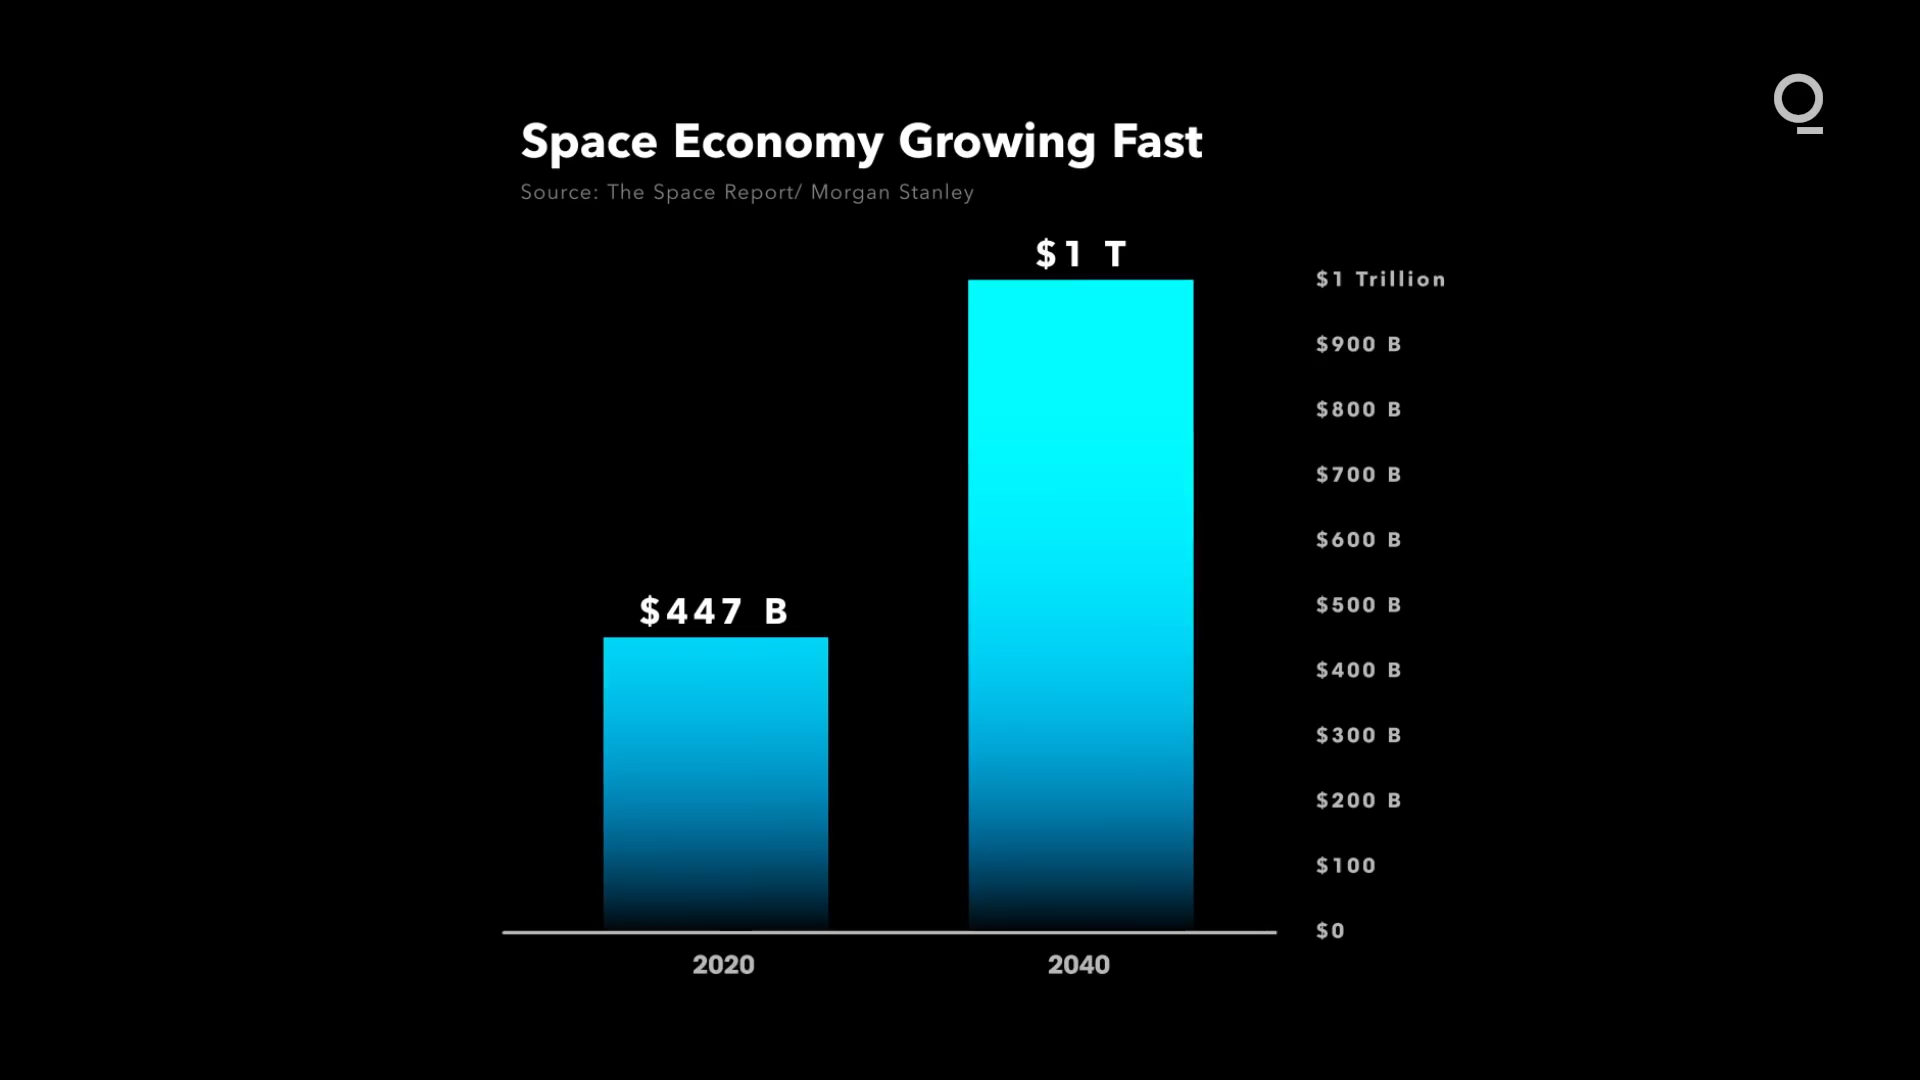 Space Economy Growing Fast
Source: The Space Report/ Morgan Stanley
$1 T
$447 B
$1 Trillion
$900 B
$800 B
$700 B
$600 B
$500 B
$400 B
$300 B
$200 B
$100
$0
2020
2040